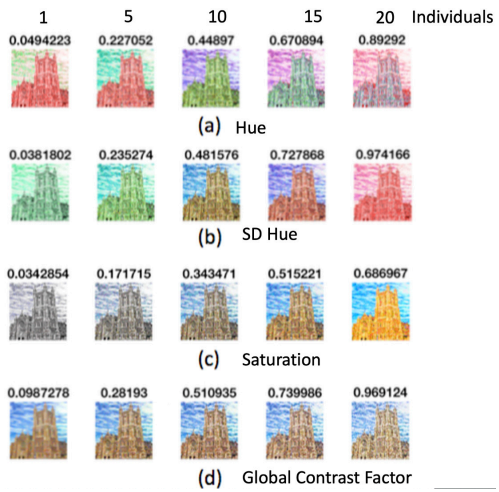 1 5 10 15 20 Individuals
0.0494223 0.227052 0.44897 0.670894 0.89292
(a) Hue
0.0381802 0.235274 0.481576 0.727868 0.974166
(b) SD Hue
0.0342854 0.171715 0.343471 0.515221 0.686967
(c) Saturation
0.0987278 0.28193 0.510935 0.739986 0.969124
(d) Global Contrast Factor